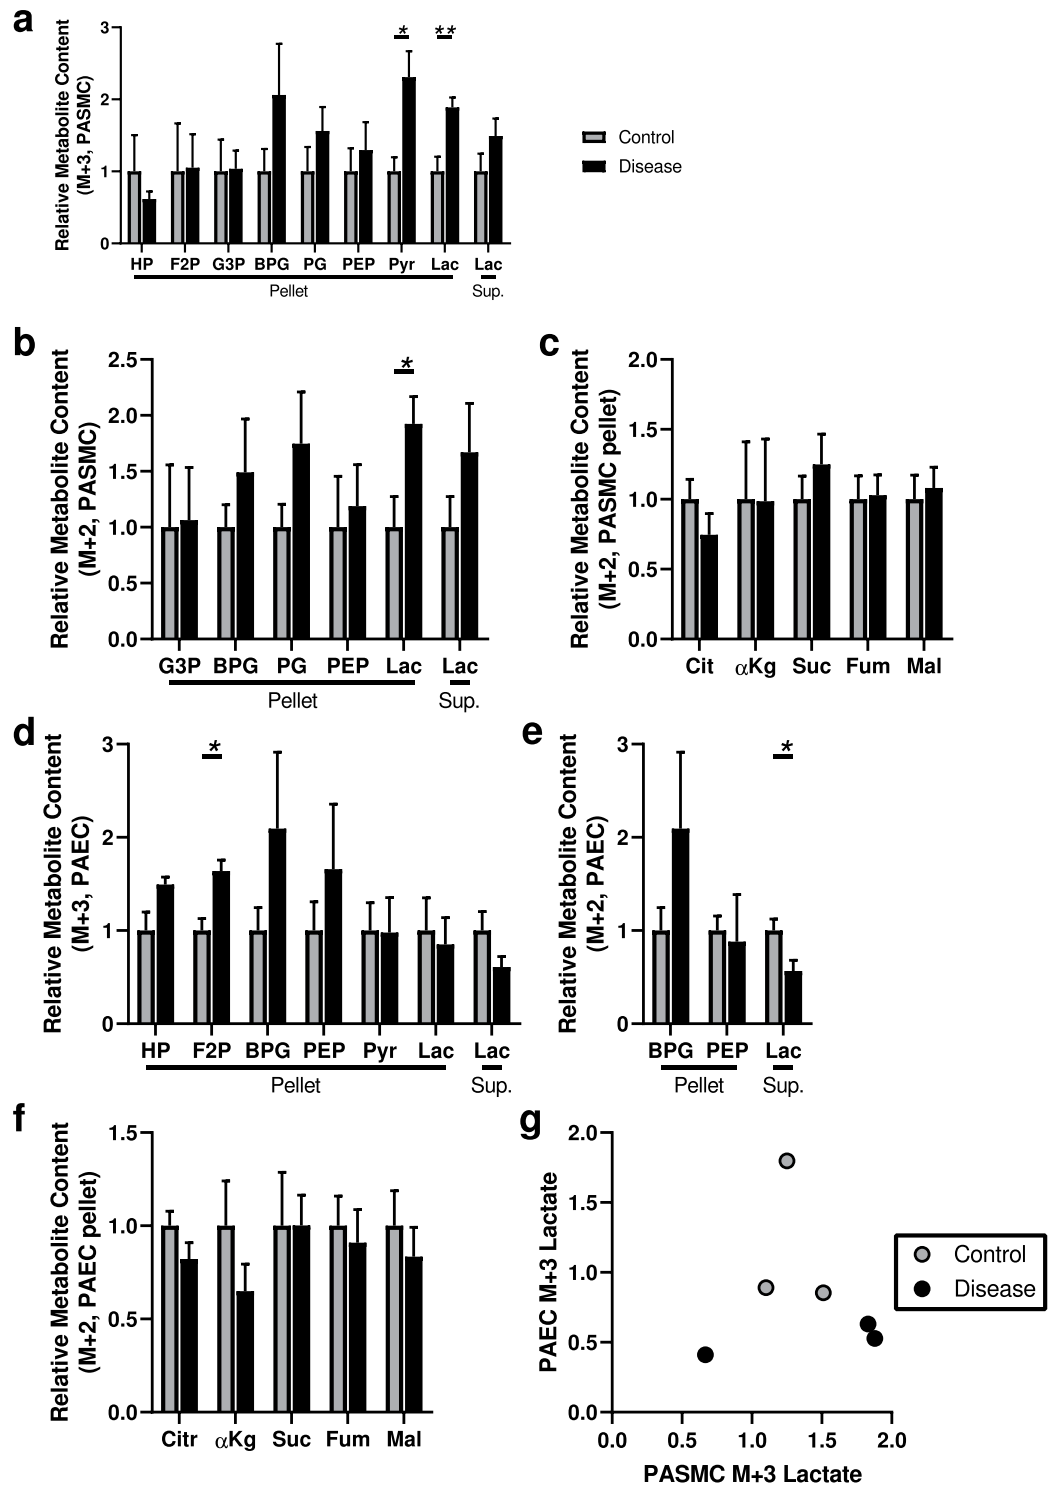 a
Relative Metabolite Content
(M+3, PASMC)
3
2
1
0
* **
HP F2P G3P BPG PG PEP Pyr Lac Lac
Pellet Sup.
Control
Disease
b
Relative Metabolite Content
(M+2, PASMC)
2.5
2.0
1.5
1.0
0.5
0.0
*
G3P BPG PG PEP Lac Lac
Pellet Sup.
c
Relative Metabolite Content
(M+2, PASMC pellet)
2.0
1.5
1.0
0.5
0.0
Cit αKg Suc Fum Mal
d
Relative Metabolite Content
(M+3, PAEC)
3
2
1
0
*
HP F2P BPG PEP Pyr Lac Lac
Pellet Sup.
e
Relative Metabolite Content
(M+2, PAEC)
3
2
1
0
*
BPG PEP Lac
Pellet Sup.
f
Relative Metabolite Content
(M+2, PAEC pellet)
1.5
1.0
0.5
0.0
Citr αKg Suc Fum Mal
g
PAEC M+3 Lactate
2.0
1.5
1.0
0.5
0.0
0.0 0.5 1.0 1.5 2.0
PASMC M+3 Lactate
Control
Disease